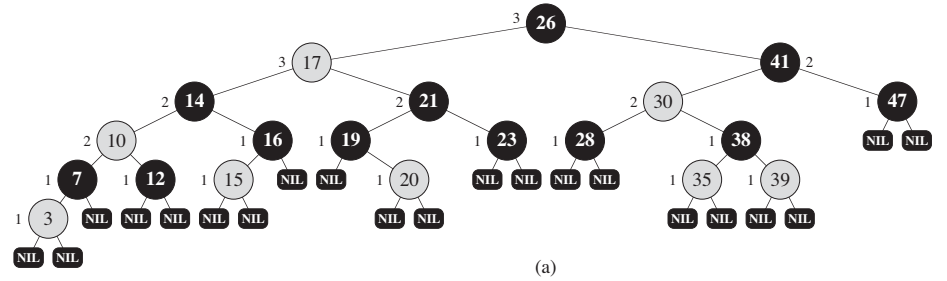 3 26
3 17 41 2
2 14 2 21 2 30 1 47
2 10 1 16 1 19 1 23 1 28 1 38 NIL NIL
1 7 1 12 1 15 NIL NIL 1 20 NIL NIL NIL NIL 1 35 1 39
1 3 NIL NIL NIL NIL NIL NIL NIL NIL NIL NIL NIL
NIL NIL
(a)